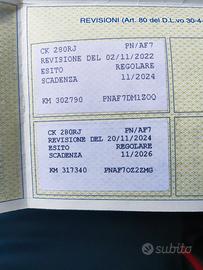 REVISIONI (Art. 80 del D.L.vo 30-4
CK 280RJ PN/AF7
REVISIONE DEL 02/11/2022
ESITO REGOLARE
SCADENZA 11/2024
KM 302790 PNAF7DM1ZOQ
CK 280RJ PN/AF7
REVISIONE DEL 20/11/2024
ESITO REGOLARE
SCADENZA 11/2026
KM 317340 PNAF7OZ2ZMG
subito